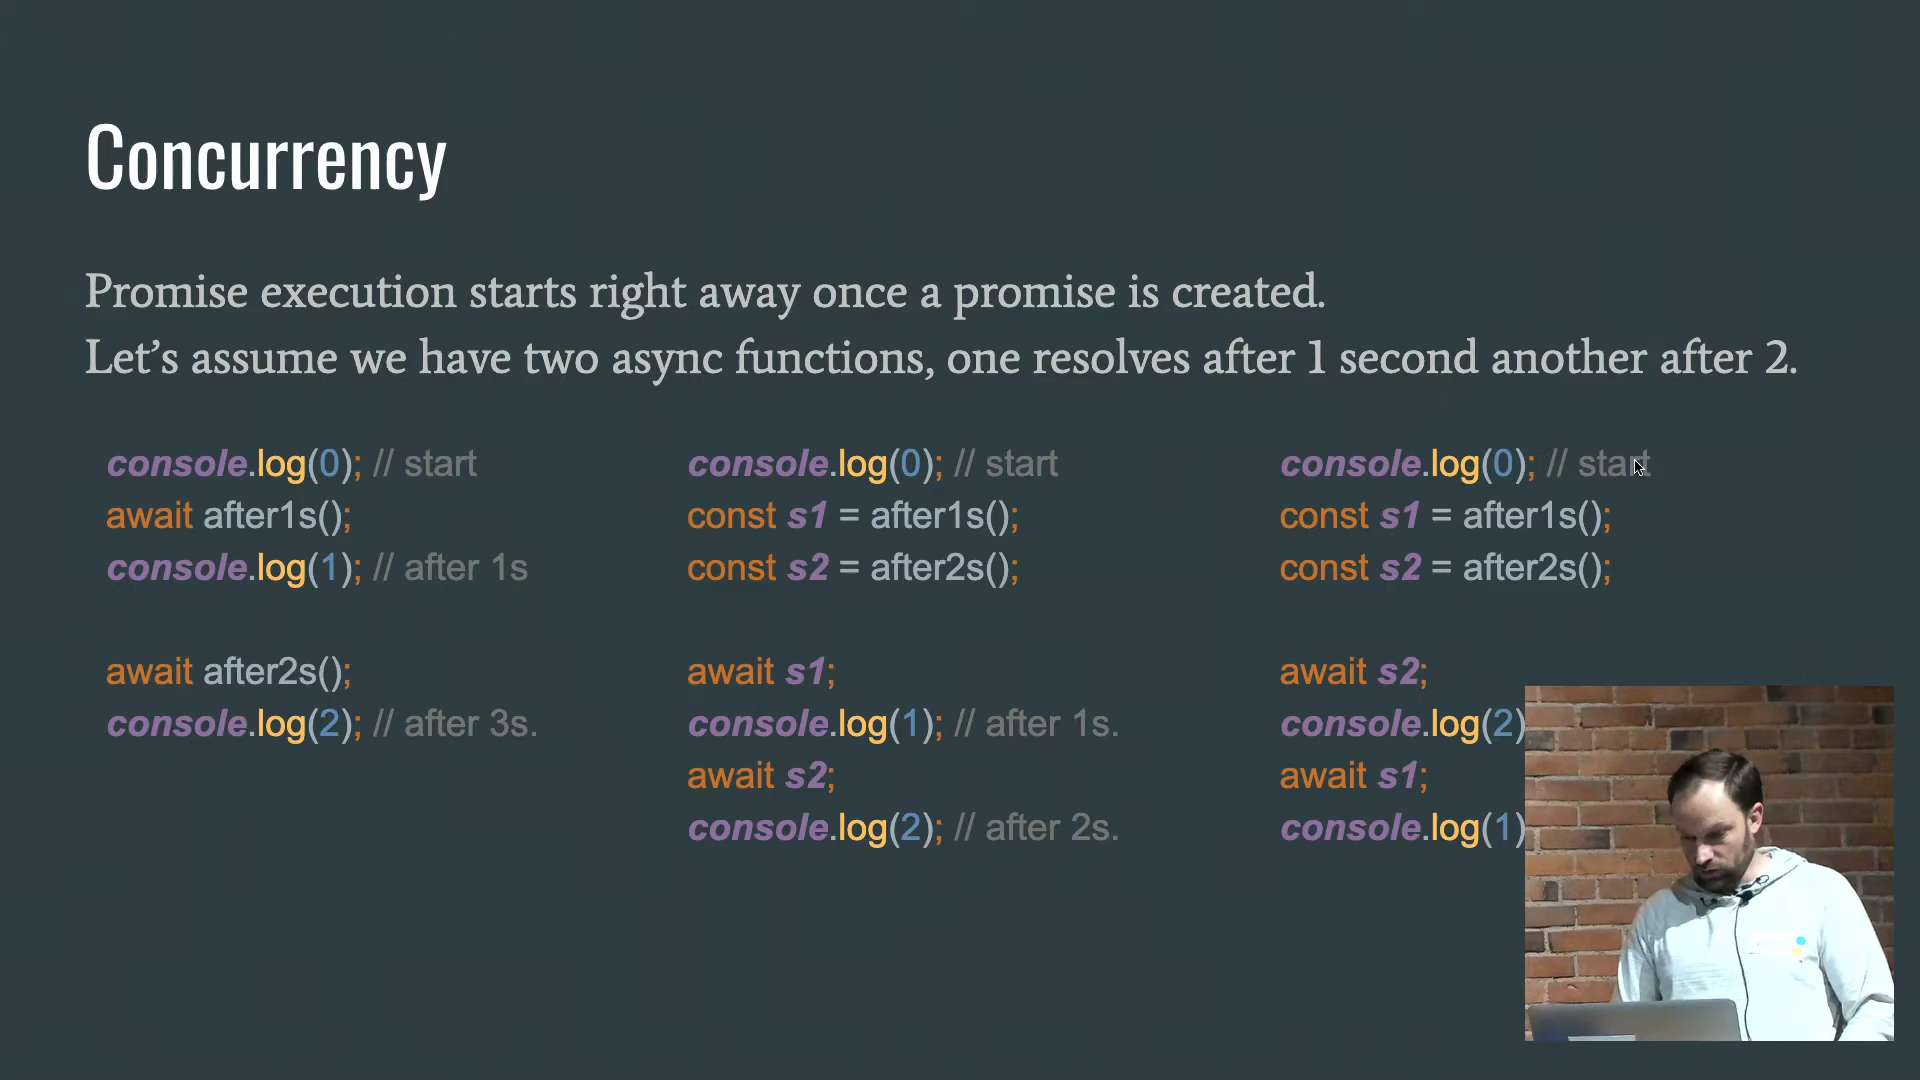 Concurrency
Promise execution starts right away once a promise is created.
Let’s assume we have two async functions, one resolves after 1 second another after 2.
console.log(0); // start
await after1s();
console.log(1); // after 1s
await after2s();
console.log(2); // after 3s.
console.log(0); // start
const s1 = after1s();
const s2 = after2s();
await s1;
console.log(1); // after 1s.
await s2;
console.log(2); // after 2s.
console.log(0); // start
const s1 = after1s();
const s2 = after2s();
await s2;
console.log(2)
await s1;
console.log(1)